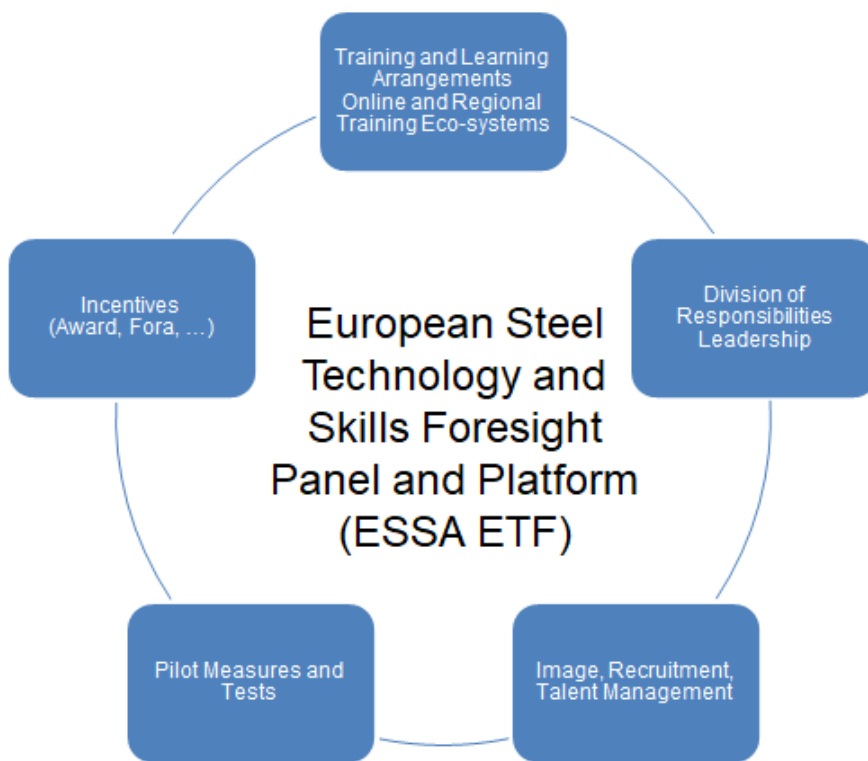 Training and Learning
Arrangements
Online and Regional
Training Eco-systems
Division of
Responsibilities
Leadership
Image, Recruitment,
Talent Management
Pilot Measures and
Tests
Incentives
(Award, Fora, ...)
European Steel
Technology and
Skills Foresight
Panel and Platform
(ESSA ETF)